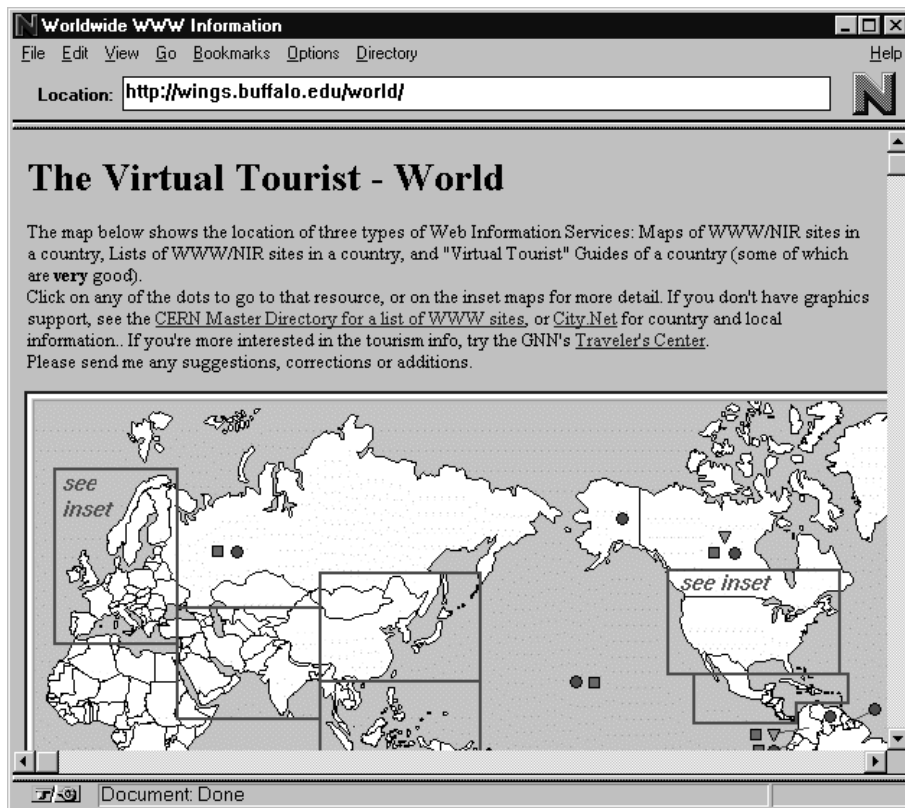 Worldwide WWW Information
File Edit View Go Bookmarks Options Directory Help
Location: http://wings.buffalo.edu/world/
The Virtual Tourist - World
The map below shows the location of three types of Web Information Services: Maps of WWW/NIR sites in
a country, Lists of WWW/NIR sites in a country, and "Virtual Tourist" Guides of a country (some of which
are very good).
Click on any of the dots to go to that resource, or on the inset maps for more detail. If you don't have graphics
support, see the CERN Master Directory for a list of WWW sites, or City.Net for country and local
information.. If you're more interested in the tourism info, try the GNN's Traveler's Center.
Please send me any suggestions, corrections or additions.
see
inset
see inset
Document: Done